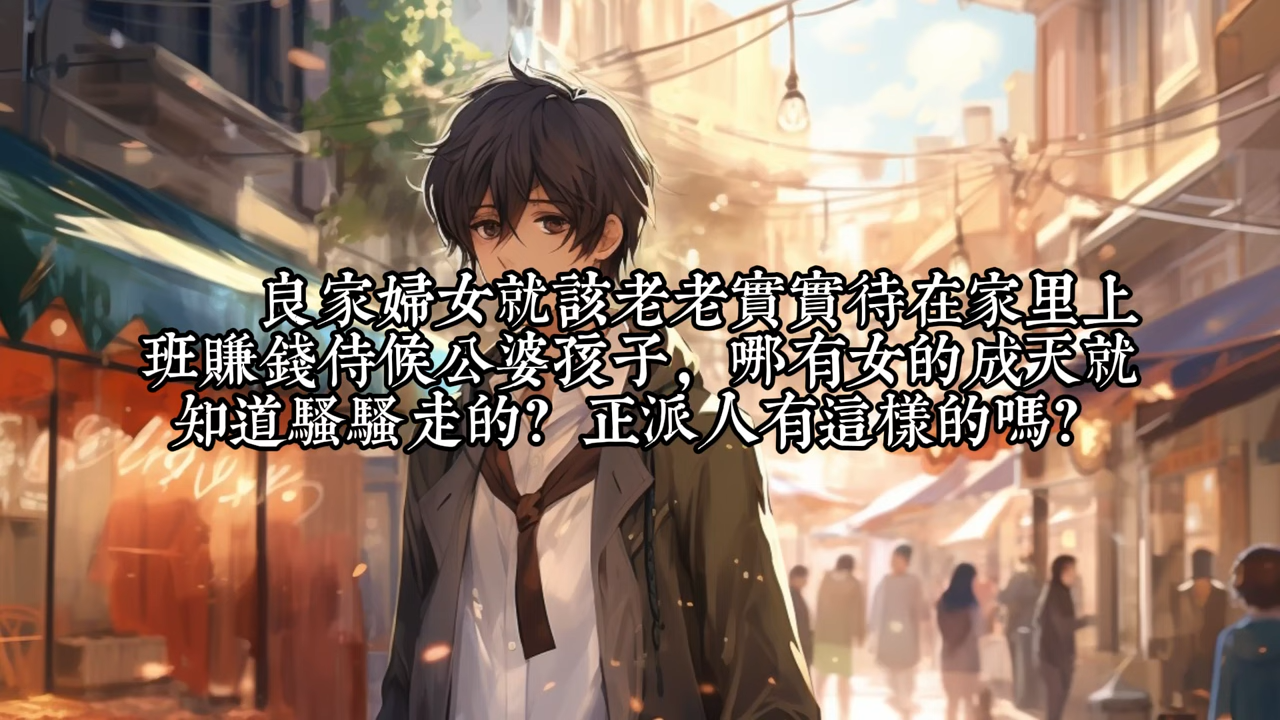 良家婦女就該老老實實待在家里上
班賺錢侍候公婆孩子，哪有女的成天就
知道騷騷走的？正派人有這樣的嗎？